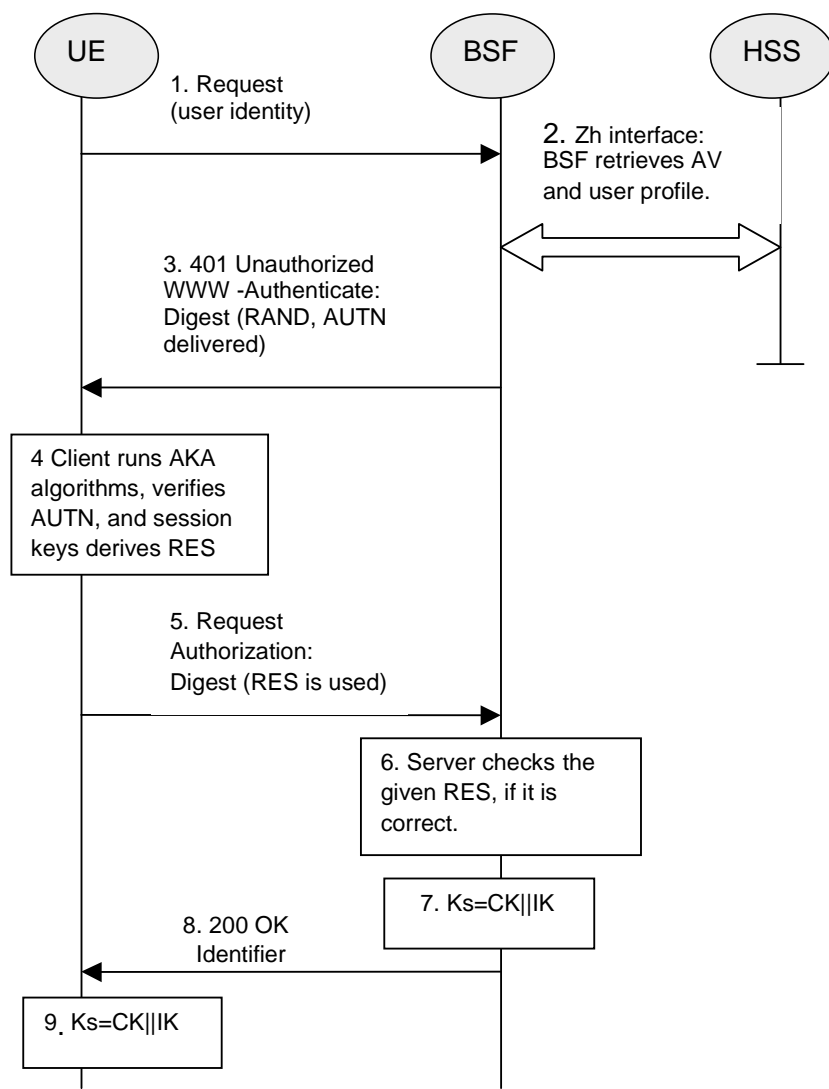 UE
BSF
HSS
1. Request
(user identity)
2. Zh interface:
BSF retrieves AV
and user profile.
3. 401 Unauthorized
WWW -Authenticate:
Digest (RAND, AUTN
delivered)
4 Client runs AKA
algorithms, verifies
AUTN, and session
keys derives RES
5. Request
Authorization:
Digest (RES is used)
6. Server checks the
given RES, if it is
correct.
7. Ks=CK||IK
8. 200 OK
Identifier
9. Ks=CK||IK